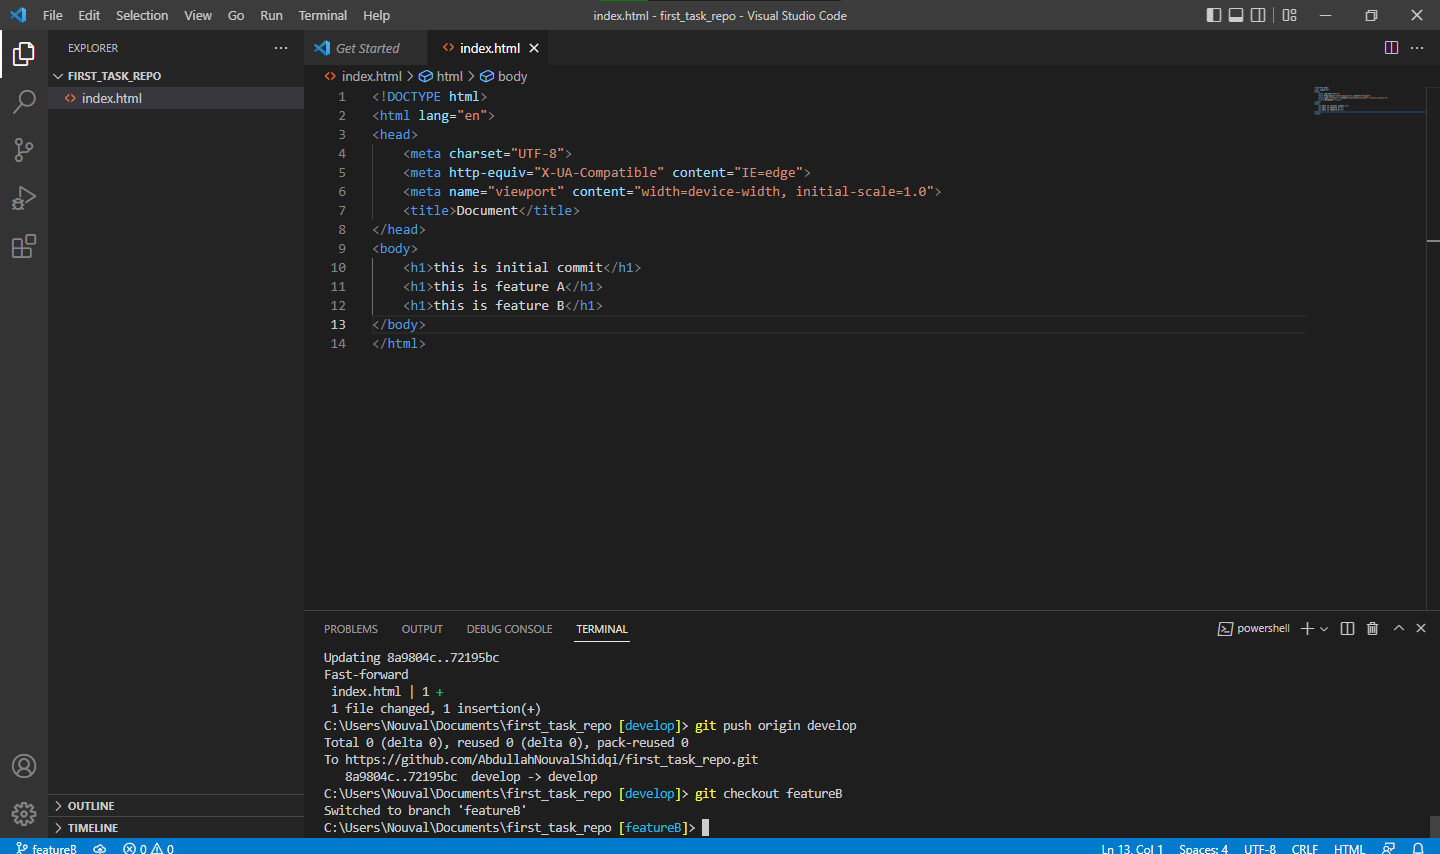 File Edit Selection View Go Run Terminal Help
index.html - first_task_repo - Visual Studio Code
EXPLORER
FIRST_TASK_REPO
index.html
OUTLINE
TIMELINE
Get Started
index.html
index.html > html > body
1 <!DOCTYPE html>
2 <html lang="en">
3 <head>
4     <meta charset="UTF-8">
5     <meta http-equiv="X-UA-Compatible" content="IE=edge">
6     <meta name="viewport" content="width=device-width, initial-scale=1.0">
7     <title>Document</title>
8 </head>
9 <body>
10     <h1>this is initial commit</h1>
11     <h1>this is feature A</h1>
12     <h1>this is feature B</h1>
13 </body>
14 </html>
PROBLEMS OUTPUT DEBUG CONSOLE TERMINAL
powershell
Updating 8a9804c..72195bc
Fast-forward
 index.html | 1 +
 1 file changed, 1 insertion(+)
C:\Users\Nouval\Documents\first_task_repo [develop]> git push origin develop
Total 0 (delta 0), reused 0 (delta 0), pack-reused 0
To https://github.com/AbdullahNouvalShidqi/first_task_repo.git
   8a9804c..72195bc  develop -> develop
C:\Users\Nouval\Documents\first_task_repo [develop]> git checkout featureB
Switched to branch 'featureB'
C:\Users\Nouval\Documents\first_task_repo [featureB]>
featureB 0 0 Ln 13, Col 1 Spaces: 4 UTF-8 CRLF HTML